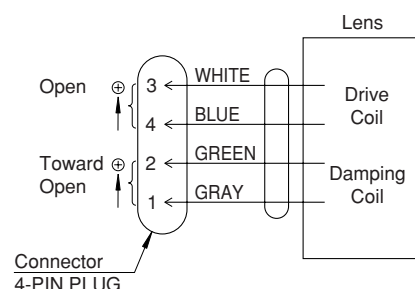 Lens
Open
⊕
3
WHITE
Drive
Coil
4
BLUE
Toward
Open
⊕
2
GREEN
Damping
Coil
1
GRAY
Connector
4-PIN PLUG